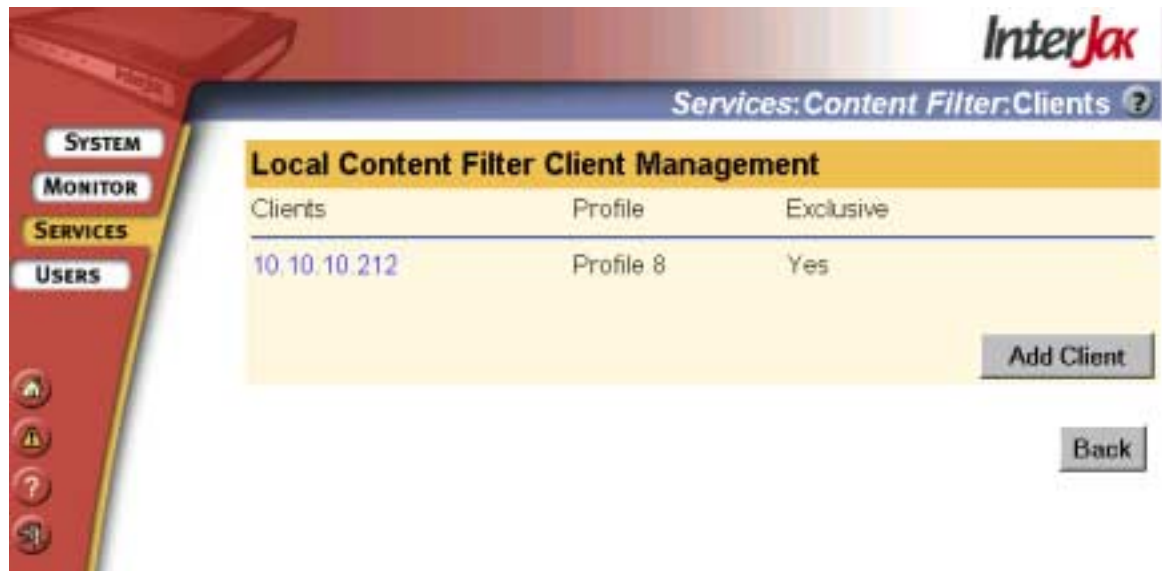 InterJak
Services:Content Filter:Clients ?
SYSTEM
MONITOR
SERVICES
USERS
Local Content Filter Client Management
Clients Profile Exclusive
10.10.10.212 Profile 8 Yes
Add Client
Back
?